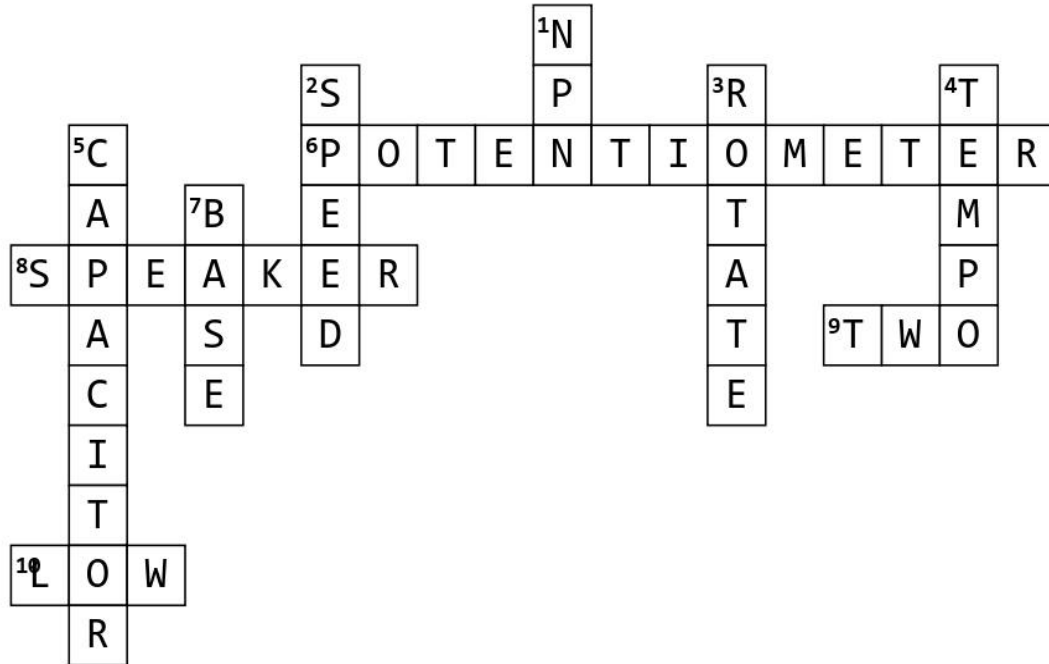 1N
2S P 3R 4T
5C 6P O T E N T I O M E T E R
A 7B E T M
8S P E A K E R A P
A S D T 9T W O
C E E
I
T
10L O W
R